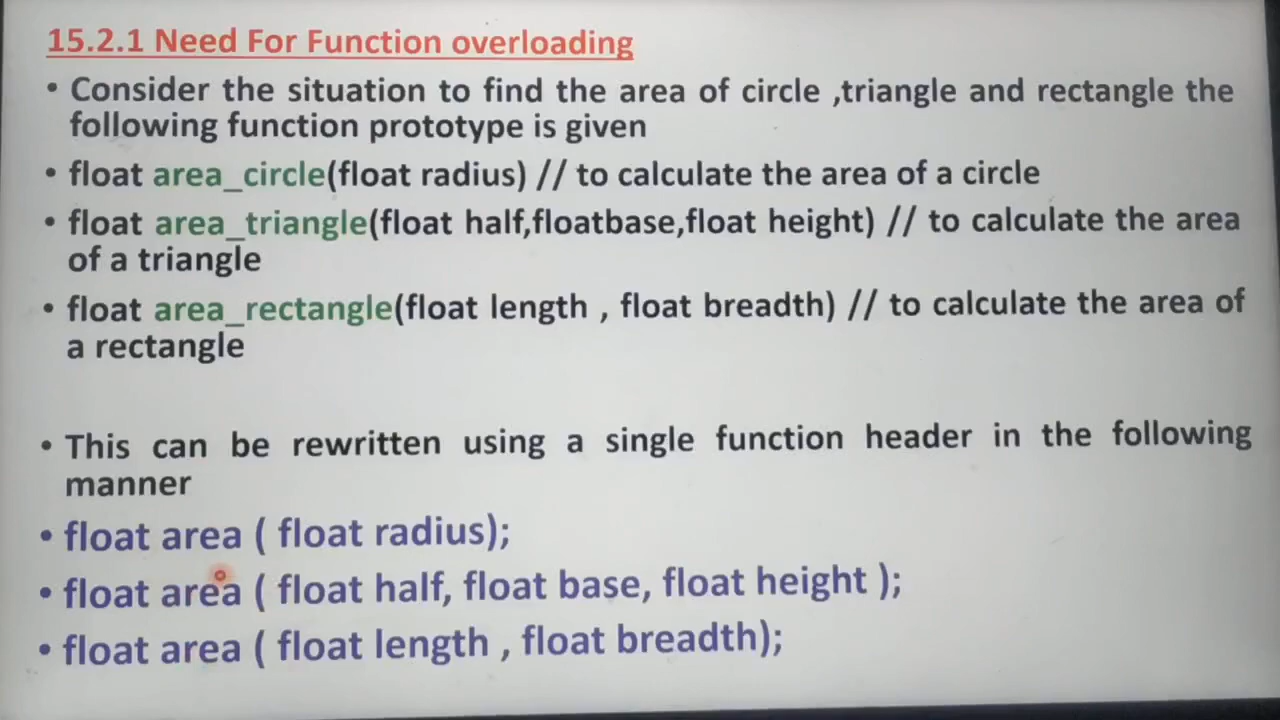 15.2.1 Need For Function overloading
• Consider the situation to find the area of circle ,triangle and rectangle the
following function prototype is given
• float area_circle(float radius) // to calculate the area of a circle
• float area_triangle(float half,floatbase,float height) // to calculate the area
of a triangle
• float area_rectangle(float length , float breadth) // to calculate the area of
a rectangle
• This can be rewritten using a single function header in the following
manner
• float area ( float radius);
• float area ( float half, float base, float height );
• float area ( float length , float breadth);